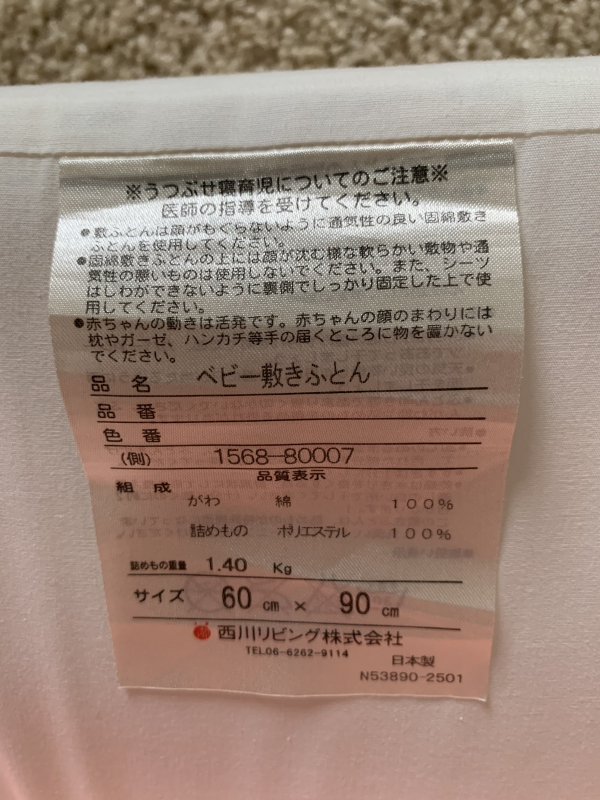 ※うつぶせ寝育児についてのご注意※
医師の指導を受けてください。
●敷ふとんは顔がもぐらないように通気性の良い固綿敷き
ふとんを使用してください。
●固綿敷きふとんの上には顔が沈む様な軟らかい敷物や通
気性の悪いものは使用しないでください。また、シーツ
はしわができないように裏側でしっかり固定した上で使
用してください。
●赤ちゃんの動きは活発です。赤ちゃんの顔のまわりには
枕やガーゼ、ハンカチ等手の届くところに物を置かない
でください。
品名 ベビー敷きふとん
品番
色番
(側) 1568-80007
品質表示
組成
がわ 綿 100%
詰めもの ポリエステル 100%
詰めもの重量 1.40 Kg
サイズ 60 cm × 90 cm
西川リビング株式会社
TEL06-6262-9114
日本製
N53890-2501